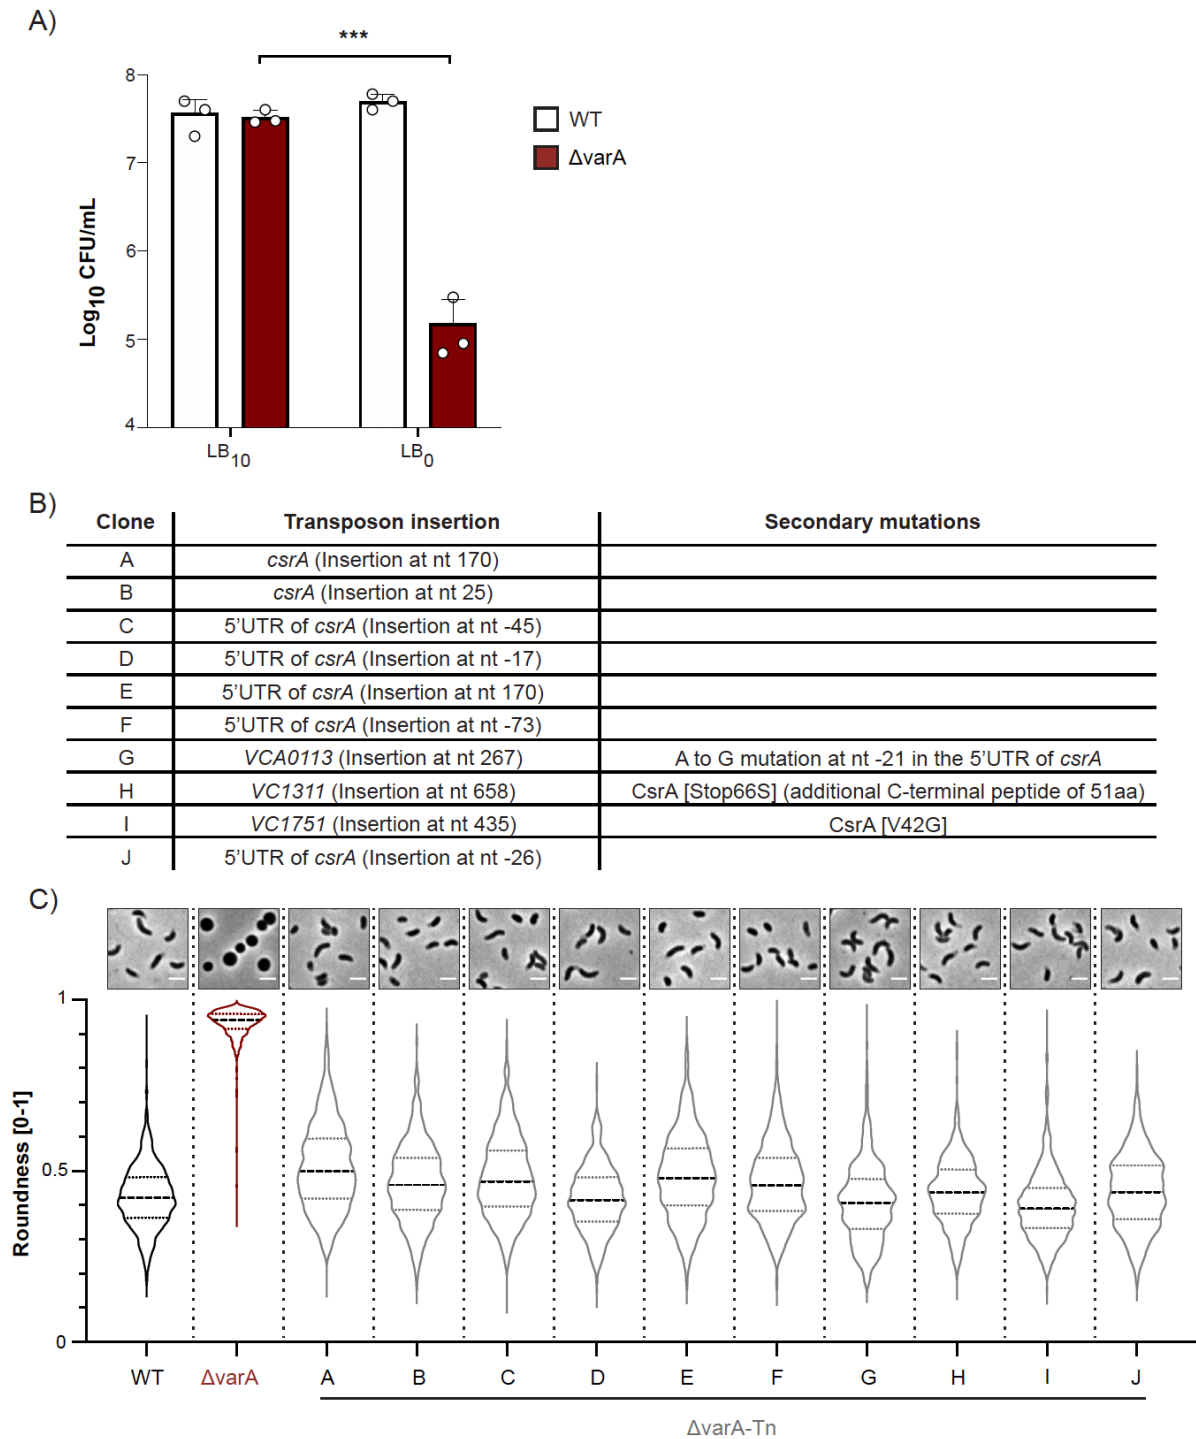 A)
***
8
7
6
5
4
Log10 CFU/mL
LB10
LB0
WT
ΔvarA
B)
Clone Transposon insertion Secondary mutations
A csrA (Insertion at nt 170)
B csrA (Insertion at nt 25)
C 5'UTR of csrA (Insertion at nt -45)
D 5'UTR of csrA (Insertion at nt -17)
E 5'UTR of csrA (Insertion at nt 170)
F 5'UTR of csrA (Insertion at nt -73)
G VCA0113 (Insertion at nt 267) A to G mutation at nt -21 in the 5'UTR of csrA
H VC1311 (Insertion at nt 658) CsrA [Stop66S] (additional C-terminal peptide of 51aa)
I VC1751 (Insertion at nt 435) CsrA [V42G]
J 5'UTR of csrA (Insertion at nt -26)
C)
1
0.5
0
Roundness [0-1]
WT ΔvarA A B C D E F G H I J
ΔvarA-Tn